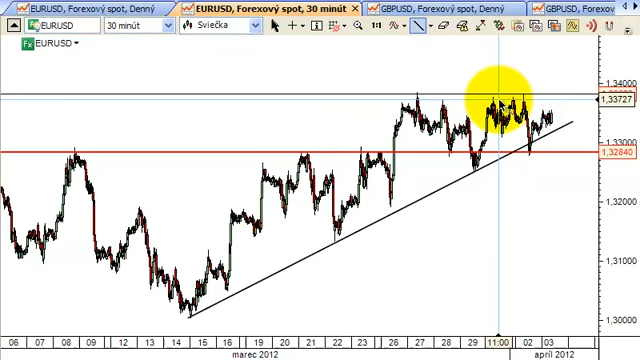 EURUSD, Forexový spot, Denný
EURUSD, Forexový spot, 30 minút
GBPUSD, Forexový spot, Denný
GBPUSD, Forexový
EURUSD
30 minút
Sviečka
EURUSD
1,34000
1,33727
1,33000
1,32840
1,32000
1,31000
1,30000
06 07 08 09 12 13 14 15 16 19 20 21 22 23 26 27 28 29 11:00 02 03
marec 2012
apríl 2012